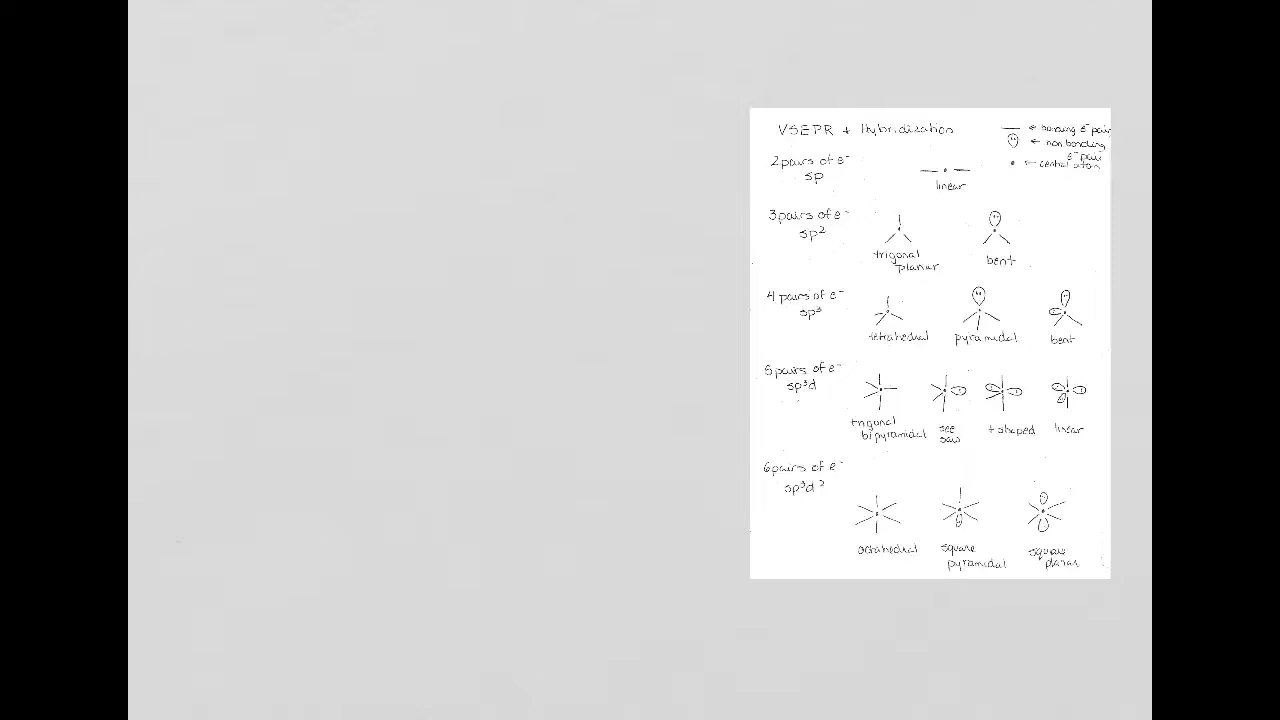 VSEPR + Hybridization
— ← bonding e⁻ pair
← nonbonding
e⁻ pair
• ← central atom
2 pairs of e⁻
sp
linear
3 pairs of e⁻
sp²
trigonal
planar
bent
4 pairs of e⁻
sp³
tetrahedral
pyramidal
bent
5 pairs of e⁻
sp³d
trigonal
bipyramidal
see
saw
t shaped
linear
6 pairs of e⁻
sp³d²
octahedral
square
pyramidal
square
planar